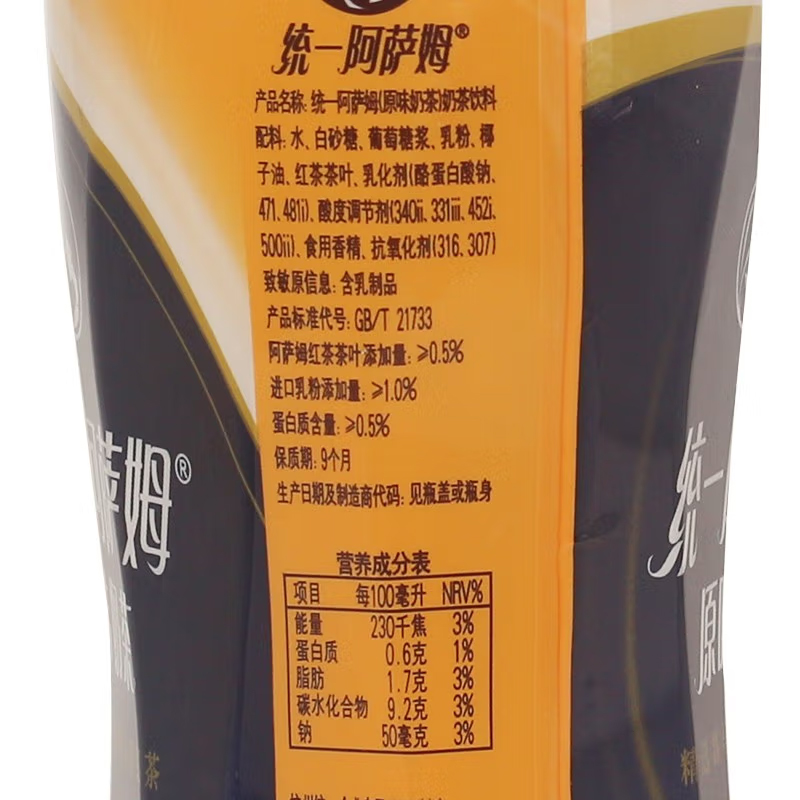 统一阿萨姆®
产品名称: 统一阿萨姆(原味奶茶)奶茶饮料
配料: 水、白砂糖、葡萄糖浆、乳粉、椰
子油、红茶茶叶、乳化剂(酪蛋白酸钠、
471、481i)、酸度调节剂(340ii、331iii、452i、
500ii)、食用香精、抗氧化剂(316、307)
致敏原信息: 含乳制品
产品标准代号: GB/T 21733
阿萨姆红茶茶叶添加量: ≥0.5%
进口乳粉添加量: ≥1.0%
蛋白质含量: ≥0.5%
保质期: 9个月
生产日期及制造商代码: 见瓶盖或瓶身
营养成分表
项目 每100毫升 NRV%
能量 230千焦 3%
蛋白质 0.6克 1%
脂肪 1.7克 3%
碳水化合物 9.2克 3%
钠 50毫克 3%
萨姆®
茶
统一
原